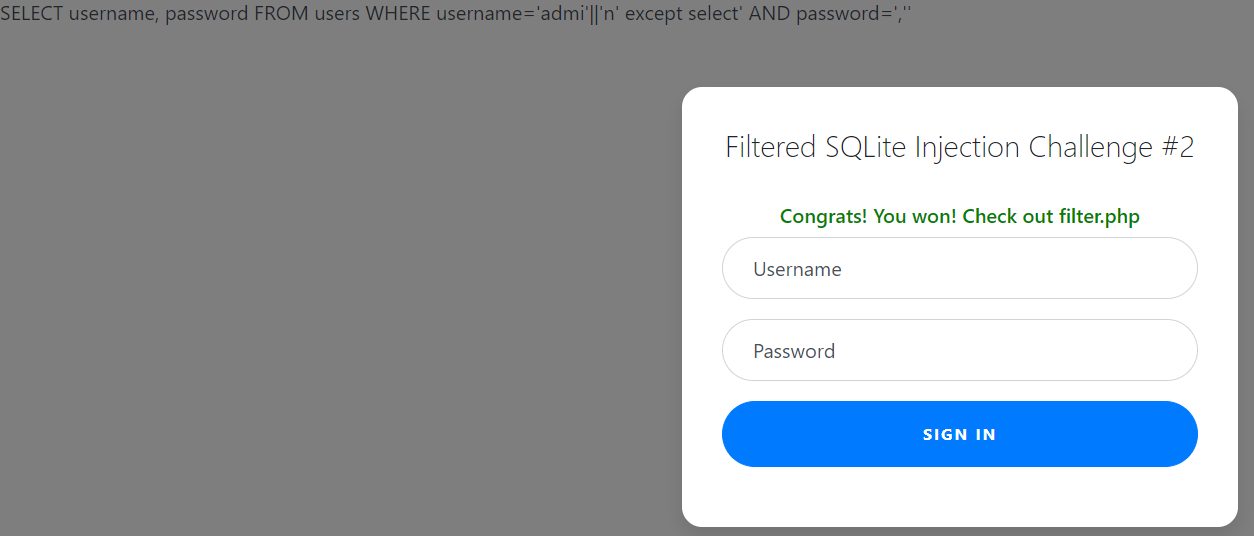 SELECT username, password FROM users WHERE username='admi'||'n' except select' AND password=',''
Filtered SQLite Injection Challenge #2
Congrats! You won! Check out filter.php
Username
Password
SIGN IN